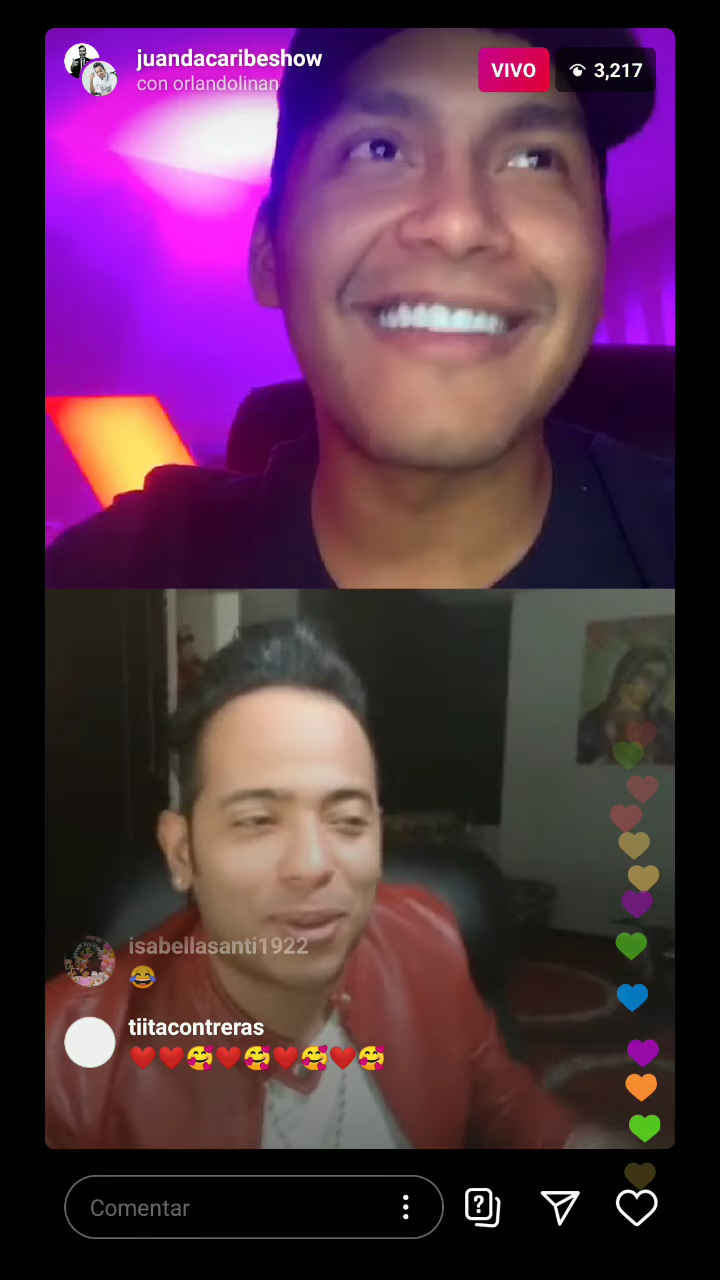 juandacaribeshow
con orlandolinan
VIVO
3,217
isabellasanti1922
😂
tiitacontreras
❤️❤️🥰❤️🥰❤️🥰❤️🥰
Comentar